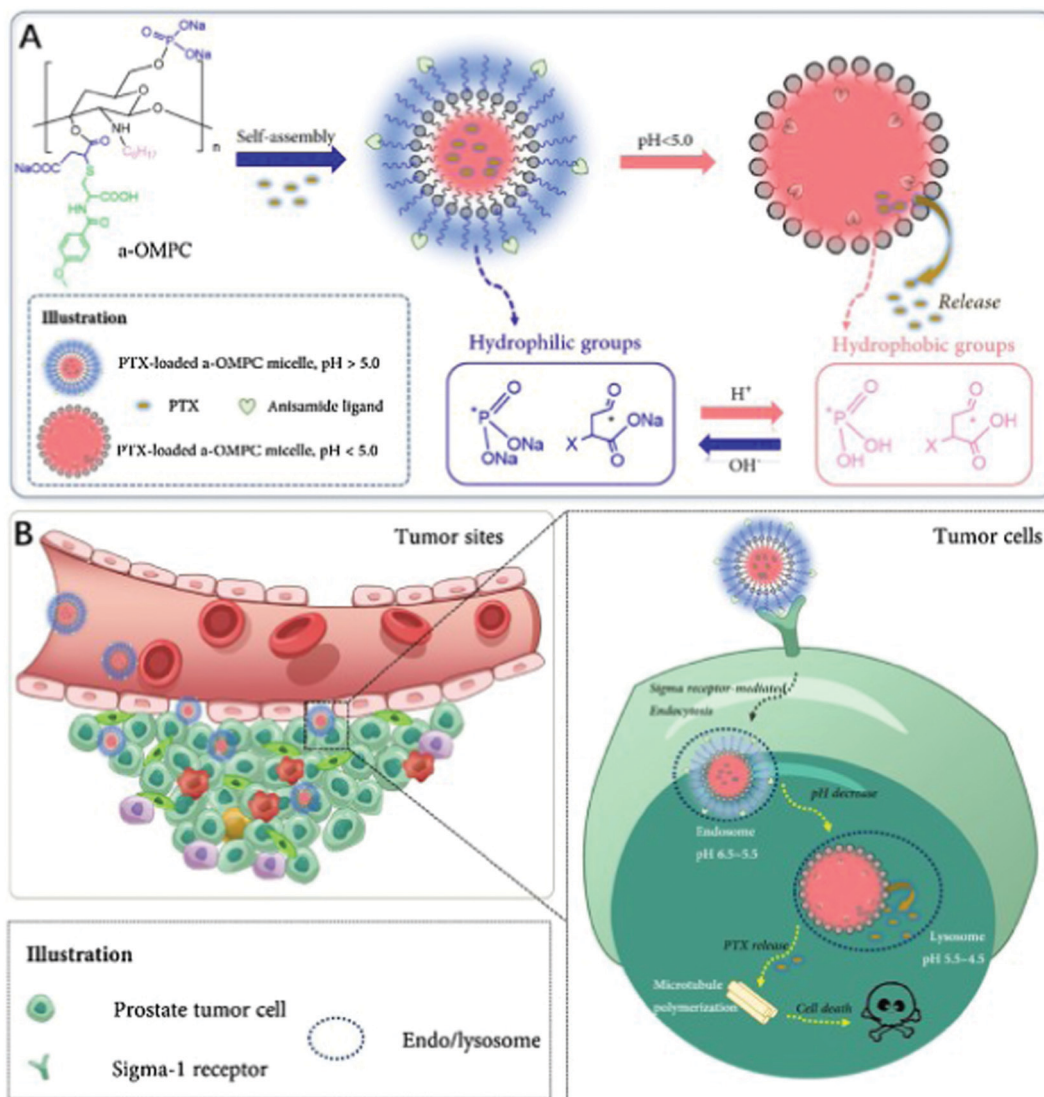 A
O
P
ONa
ONa
O
O
O
O
NH
n
O
O
C₈H₁₇
NaOOC
S
COOH
HN
O
O
a-OMPC
Self-assembly
pH<5.0
Release
Illustration
PTX-loaded a-OMPC micelle, pH > 5.0
PTX
Anisamide ligand
PTX-loaded a-OMPC micelle, pH < 5.0
Hydrophilic groups
Hydrophobic groups
O
*P
ONa
ONa
O
*
ONa
X
O
H⁺
OH⁻
O
*P
OH
OH
O
*
OH
X
O
B
Tumor sites
Tumor cells
Sigma receptor-mediated
Endocytosis
pH decrease
Endosome
pH 6.5–5.5
Lysosome
pH 5.5–4.5
PTX release
Microtubule
polymerization
Cell death
Illustration
Prostate tumor cell
Sigma-1 receptor
Endo/lysosome